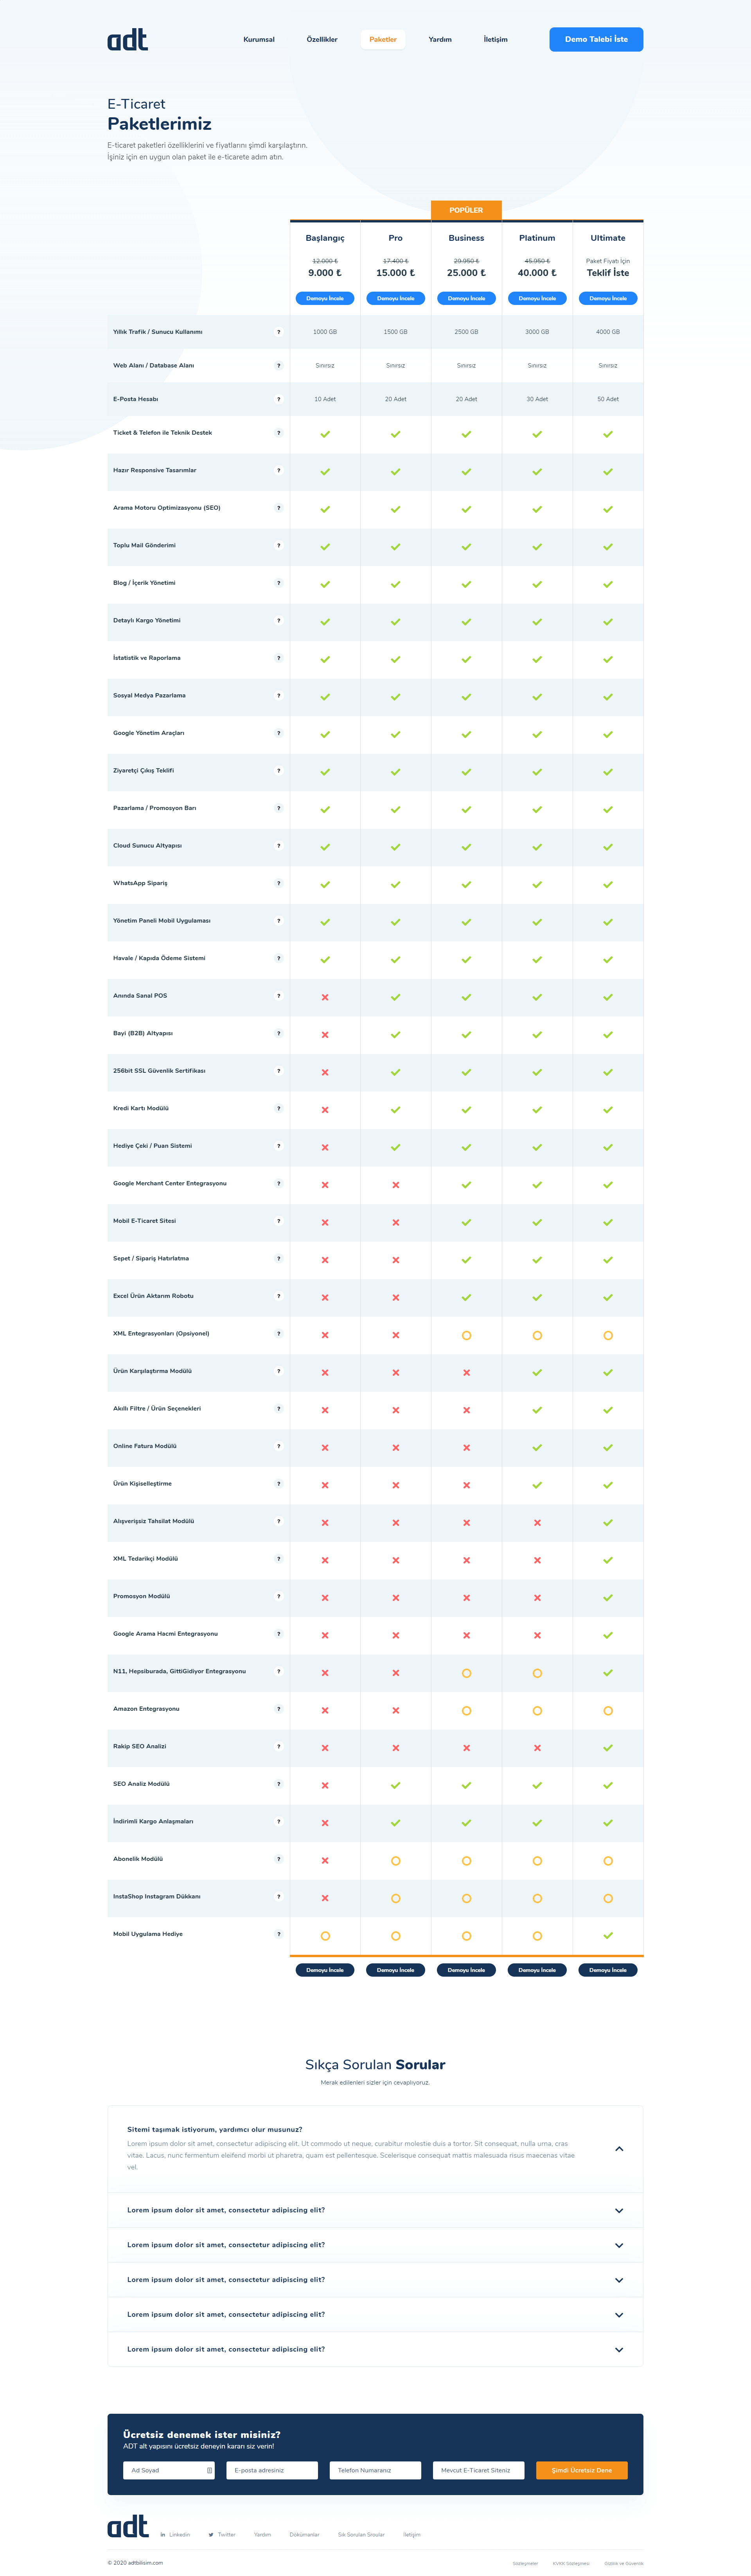 adt
Kurumsal Özellikler Paketler Yardım İletişim Demo Talebi İste
E-Ticaret
Paketlerimiz
E-ticaret paketleri özelliklerini ve fiyatlarını şimdi karşılaştırın.
İşiniz için en uygun olan paket ile e-ticarete adım atın.
POPÜLER
Başlangıç Pro Business Platinum Ultimate
12.000 ₺ 17.400 ₺ 29.950 ₺ 45.950 ₺ Paket Fiyatı İçin
9.000 ₺ 15.000 ₺ 25.000 ₺ 40.000 ₺ Teklif İste
Demoyu İncele Demoyu İncele Demoyu İncele Demoyu İncele Demoyu İncele
Yıllık Trafik / Sunucu Kullanımı ? 1000 GB 1500 GB 2500 GB 3000 GB 4000 GB
Web Alanı / Database Alanı ? Sınırsız Sınırsız Sınırsız Sınırsız Sınırsız
E-Posta Hesabı ? 10 Adet 20 Adet 20 Adet 30 Adet 50 Adet
Ticket & Telefon ile Teknik Destek ?
Hazır Responsive Tasarımlar ?
Arama Motoru Optimizasyonu (SEO) ?
Toplu Mail Gönderimi ?
Blog / İçerik Yönetimi ?
Detaylı Kargo Yönetimi ?
İstatistik ve Raporlama ?
Sosyal Medya Pazarlama ?
Google Yönetim Araçları ?
Ziyaretçi Çıkış Teklifi ?
Pazarlama / Promosyon Barı ?
Cloud Sunucu Altyapısı ?
WhatsApp Sipariş ?
Yönetim Paneli Mobil Uygulaması ?
Havale / Kapıda Ödeme Sistemi ?
Anında Sanal POS ?
Bayi (B2B) Altyapısı ?
256bit SSL Güvenlik Sertifikası ?
Kredi Kartı Modülü ?
Hediye Çeki / Puan Sistemi ?
Google Merchant Center Entegrasyonu ?
Mobil E-Ticaret Sitesi ?
Sepet / Sipariş Hatırlatma ?
Excel Ürün Aktarım Robotu ?
XML Entegrasyonları (Opsiyonel) ?
Ürün Karşılaştırma Modülü ?
Akıllı Filtre / Ürün Seçenekleri ?
Online Fatura Modülü ?
Ürün Kişiselleştirme ?
Alışverişsiz Tahsilat Modülü ?
XML Tedarikçi Modülü ?
Promosyon Modülü ?
Google Arama Hacmi Entegrasyonu ?
N11, Hepsiburada, GittiGidiyor Entegrasyonu ?
Amazon Entegrasyonu ?
Rakip SEO Analizi ?
SEO Analiz Modülü ?
İndirimli Kargo Anlaşmaları ?
Abonelik Modülü ?
InstaShop Instagram Dükkanı ?
Mobil Uygulama Hediye ?
Demoyu İncele Demoyu İncele Demoyu İncele Demoyu İncele Demoyu İncele
Sıkça Sorulan Sorular
Merak edilenleri sizler için cevaplıyoruz.
Sitemi taşımak istiyorum, yardımcı olur musunuz?
Lorem ipsum dolor sit amet, consectetur adipiscing elit. Ut commodo ut neque, curabitur molestie duis a tortor. Sit consequat, nulla urna, cras
vitae. Lacus, nunc fermentum eleifend morbi ut pharetra, quam est pellentesque. Scelerisque consequat mattis malesuada risus maecenas vitae
vel.
Lorem ipsum dolor sit amet, consectetur adipiscing elit?
Lorem ipsum dolor sit amet, consectetur adipiscing elit?
Lorem ipsum dolor sit amet, consectetur adipiscing elit?
Lorem ipsum dolor sit amet, consectetur adipiscing elit?
Lorem ipsum dolor sit amet, consectetur adipiscing elit?
Ücretsiz denemek ister misiniz?
ADT alt yapısını ücretsiz deneyin kararı siz verin!
Ad Soyad E-posta adresiniz Telefon Numaranız Mevcut E-Ticaret Siteniz Şimdi Ücretsiz Dene
adt Linkedin Twitter Yardım Dökümanlar Sık Sorulan Sorular İletişim
© 2020 adtbilisim.com Sözleşmeler KVKK Sözleşmesi Gizlilik ve Güvenlik